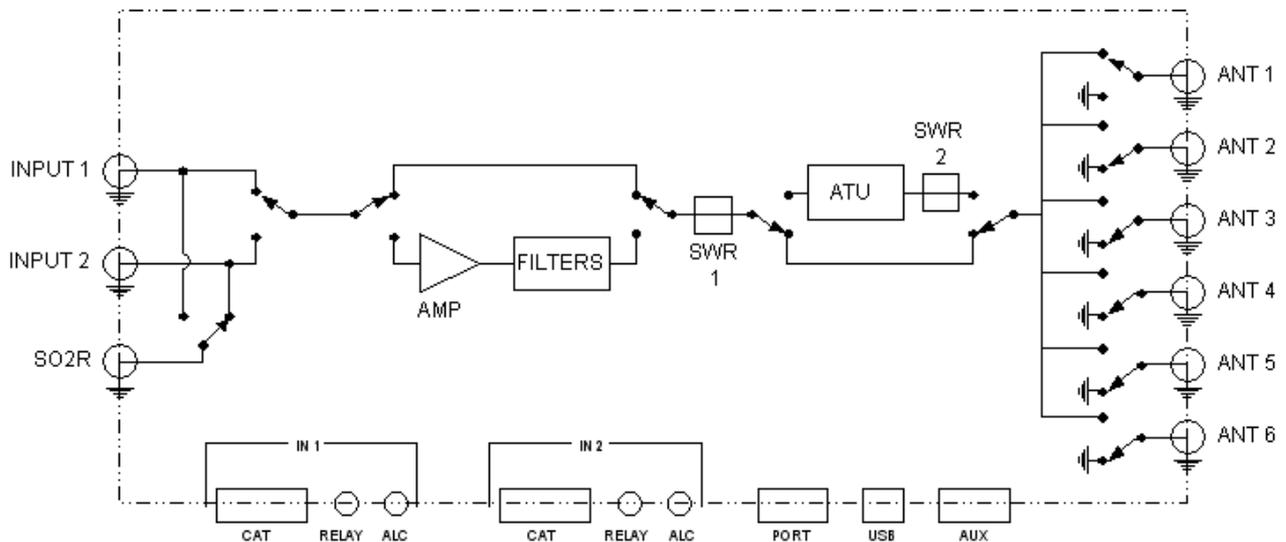 INPUT 1
INPUT 2
SO2R
AMP
FILTERS
SWR
1
ATU
SWR
2
ANT 1
ANT 2
ANT 3
ANT 4
ANT 5
ANT 6
IN 1
CAT
RELAY
ALC
IN 2
CAT
RELAY
ALC
PORT
USB
AUX